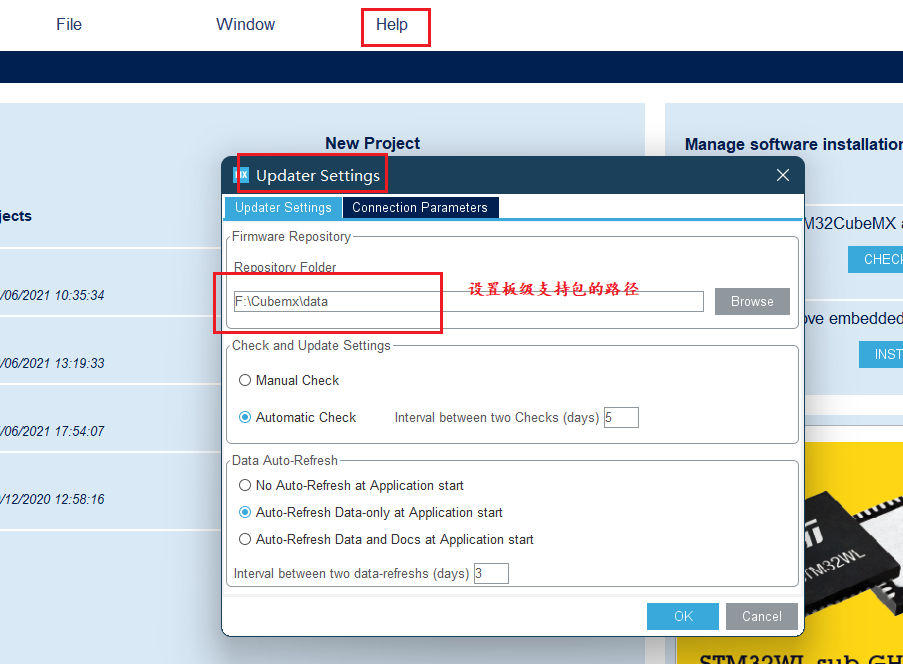 File Window Help
New Project
Manage software installation
MX Updater Settings
jects
Updater Settings Connection Parameters
M32CubeMX a
Firmware Repository
CHECK
Repository Folder
设置板级支持包的路径
/06/2021 10:35:34
F:\Cubemx\data
Browse
ove embedded
Check and Update Settings
INST
/06/2021 13:19:33
Manual Check
Automatic Check Interval between two Checks (days) 5
/06/2021 17:54:07
Data Auto-Refresh
No Auto-Refresh at Application start
/12/2020 12:58:16
Auto-Refresh Data-only at Application start
Auto-Refresh Data and Docs at Application start
STM32WL
Interval between two data-refreshs (days) 3
OK Cancel
STM32WL sub GH